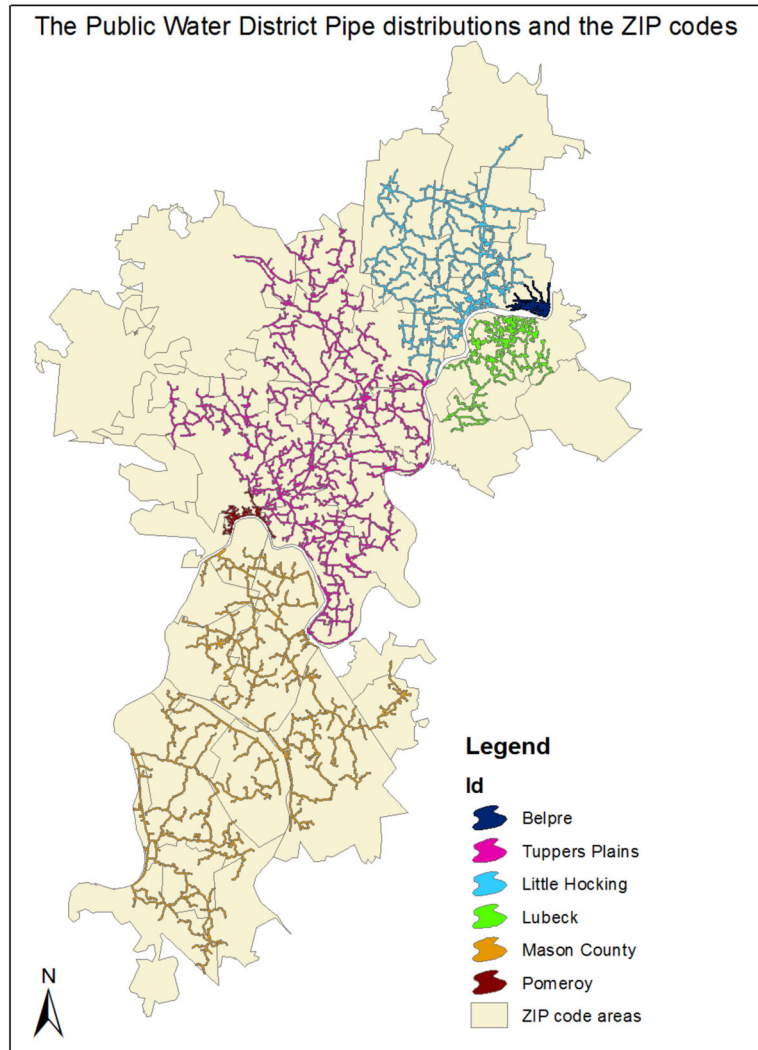 The Public Water District Pipe distributions and the ZIP codes
Legend
Id
Belpre
Tuppers Plains
Little Hocking
Lubeck
Mason County
Pomeroy
ZIP code areas
N